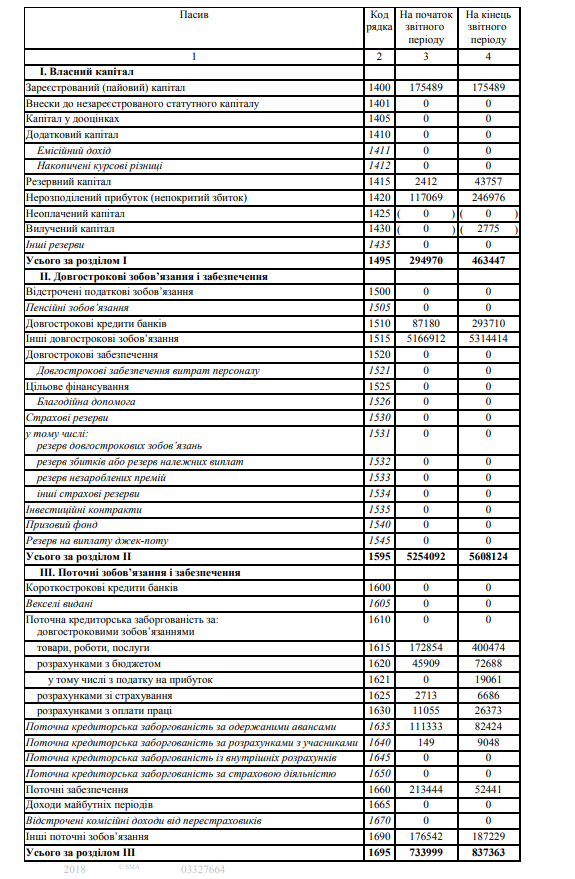 Пасив Код рядка На початок звітного періоду На кінець звітного періоду
1 2 3 4
I. Власний капітал
Зареєстрований (пайовий) капітал 1400 175489 175489
Внески до незареєстрованого статутного капіталу 1401 0 0
Капітал у дооцінках 1405 0 0
Додатковий капітал 1410 0 0
Емісійний дохід 1411 0 0
Накопичені курсові різниці 1412 0 0
Резервний капітал 1415 2412 43757
Нерозподілений прибуток (непокритий збиток) 1420 117069 246976
Неоплачений капітал 1425 ( 0 ) ( 0 )
Вилучений капітал 1430 ( 0 ) ( 2775 )
Інші резерви 1435 0 0
Усього за розділом I 1495 294970 463447
II. Довгострокові зобов’язання і забезпечення
Відстрочені податкові зобов’язання 1500 0 0
Пенсійні зобов’язання 1505 0 0
Довгострокові кредити банків 1510 87180 293710
Інші довгострокові зобов’язання 1515 5166912 5314414
Довгострокові забезпечення 1520 0 0
Довгострокові забезпечення витрат персоналу 1521 0 0
Цільове фінансування 1525 0 0
Благодійна допомога 1526 0 0
Страхові резерви 1530 0 0
у тому числі: 1531 0 0
резерв довгострокових зобов’язань
резерв збитків або резерв належних виплат 1532 0 0
резерв незароблених премій 1533 0 0
інші страхові резерви 1534 0 0
Інвестиційні контракти 1535 0 0
Призовий фонд 1540 0 0
Резерв на виплату джек-поту 1545 0 0
Усього за розділом II 1595 5254092 5608124
III. Поточні зобов’язання і забезпечення
Короткострокові кредити банків 1600 0 0
Векселі видані 1605 0 0
Поточна кредиторська заборгованість за: 1610 0 0
довгостроковими зобов’язаннями
товари, роботи, послуги 1615 172854 400474
розрахунками з бюджетом 1620 45909 72688
у тому числі з податку на прибуток 1621 0 19061
розрахунками зі страхування 1625 2713 6686
розрахунками з оплати праці 1630 11055 26373
Поточна кредиторська заборгованість за одержаними авансами 1635 111333 82424
Поточна кредиторська заборгованість за розрахунками з учасниками 1640 149 9048
Поточна кредиторська заборгованість із внутрішніх розрахунків 1645 0 0
Поточна кредиторська заборгованість за страховою діяльністю 1650 0 0
Поточні забезпечення 1660 213444 52441
Доходи майбутніх періодів 1665 0 0
Відстрочені комісійні доходи від перестраховиків 1670 0 0
Інші поточні зобов’язання 1690 176542 187229
Усього за розділом III 1695 733999 837363
2018 © SMA 03327664